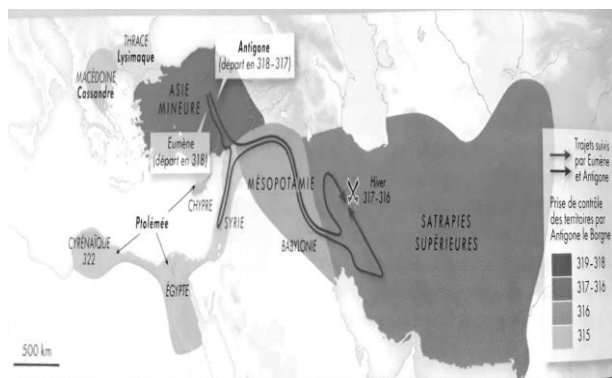 THRACE
Lysimaque
MACÉDOINE
Cassandre
Antigone
(départ en 318-317)
ASIE
MINEURE
Eumène
(départ en 318)
CHYPRE
Ptolémée
CYRÉNAÏQUE
322
ÉGYPTE
SYRIE
MÉSOPOTAMIE
BABYLONIE
Hiver
317-316
SATRAPIES
SUPÉRIEURES
500 km
Trajets suivis
par Eumène
et Antigone
Prise de contrôle
des territoires par
Antigone le Borgne
319-318
317-316
316
315